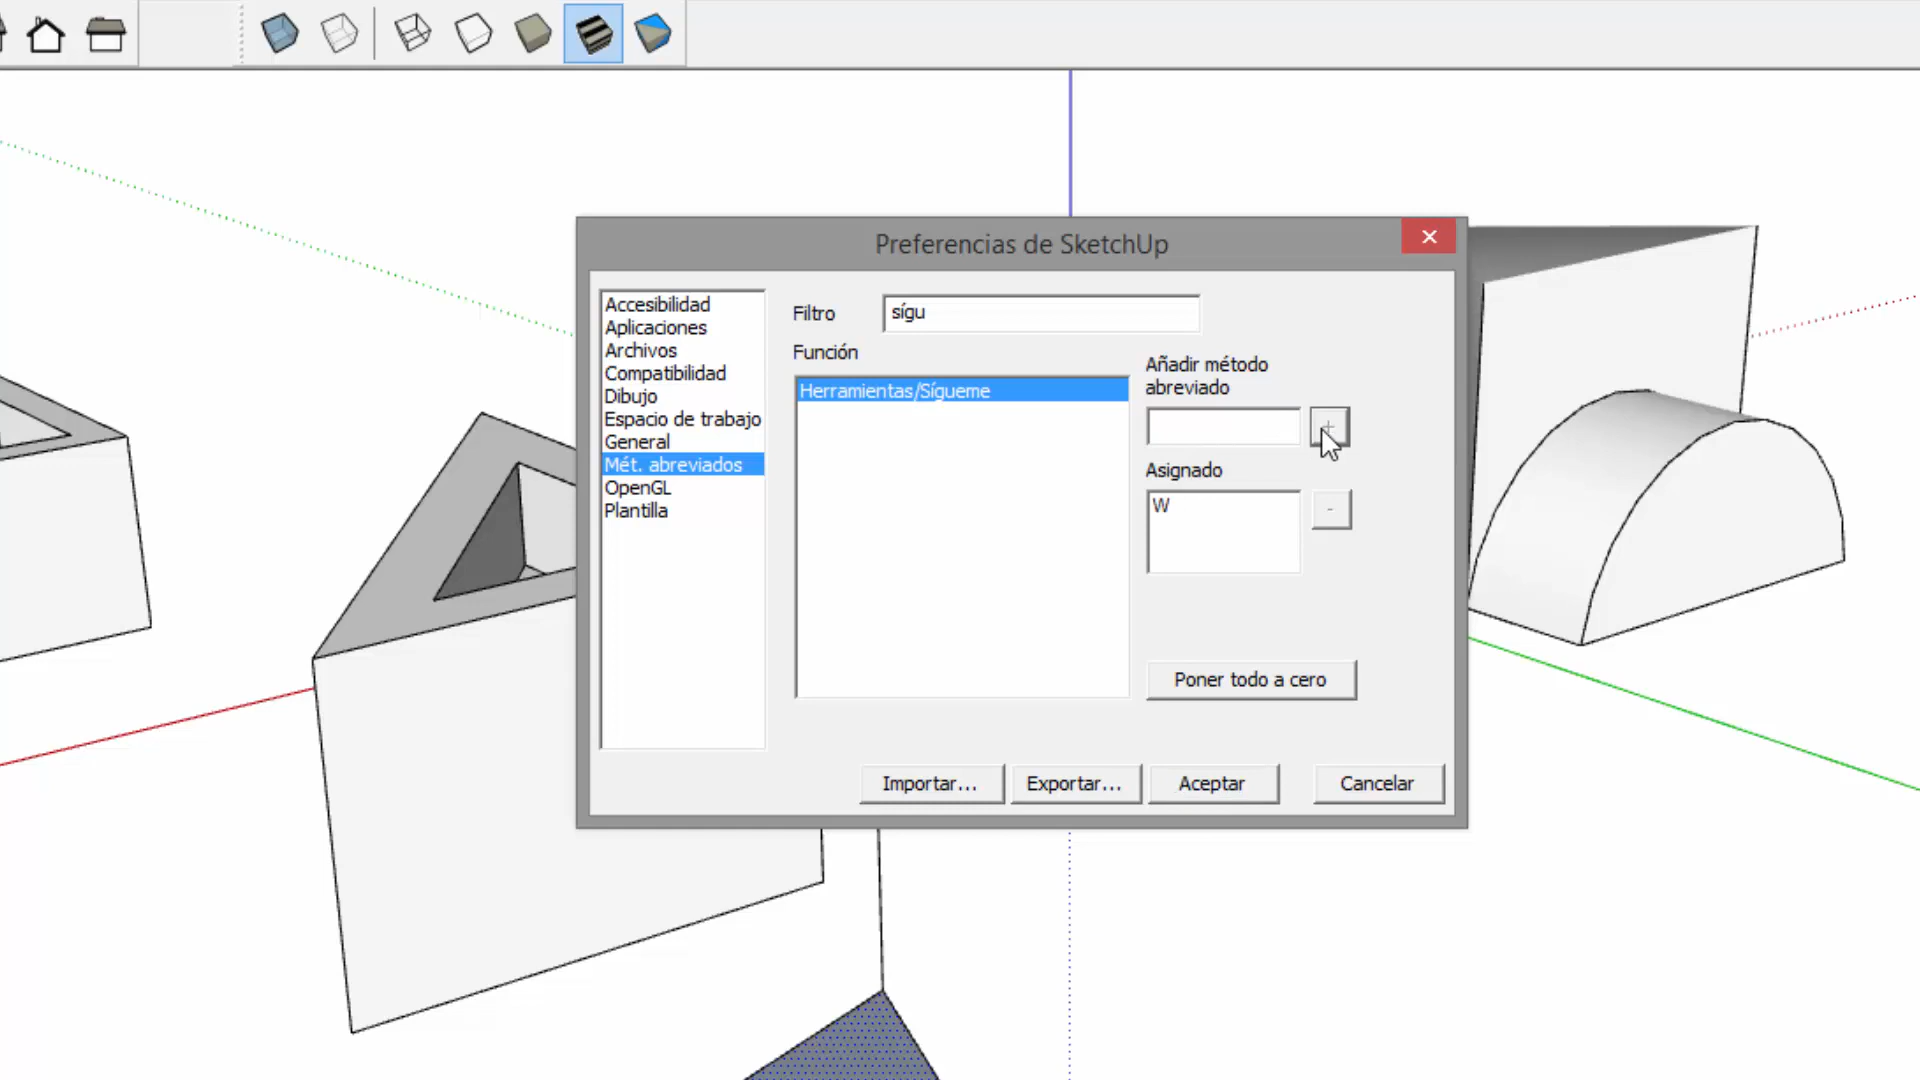 Preferencias de SketchUp
Accesibilidad
Aplicaciones
Archivos
Compatibilidad
Dibujo
Espacio de trabajo
General
Mét. abreviados
OpenGL
Plantilla
Filtro
sígu
Función
Herramientas/Sígueme
Añadir método
abreviado
+
Asignado
W
-
Poner todo a cero
Importar...
Exportar...
Aceptar
Cancelar